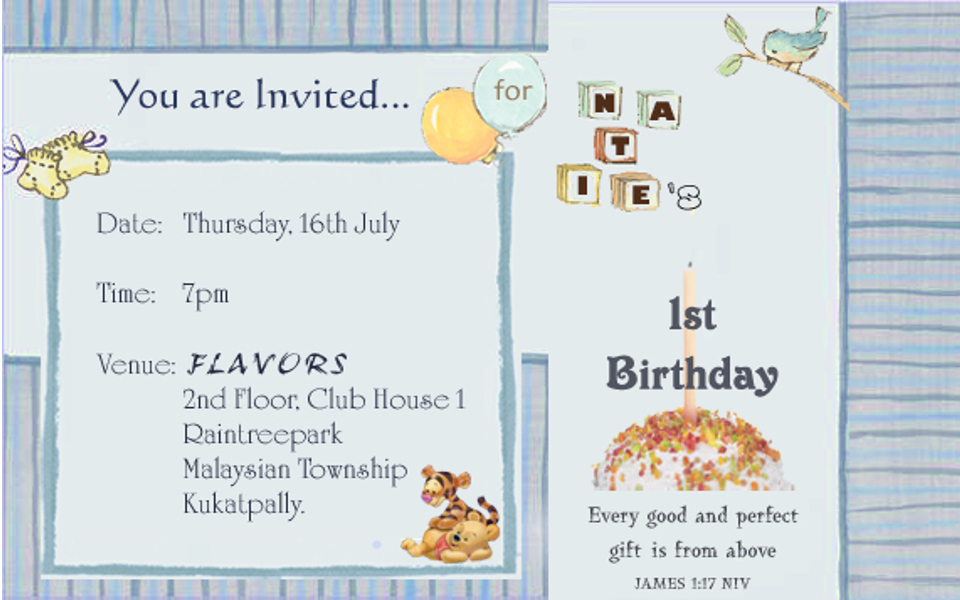 You are Invited...
for
N A
T
I E's
Date: Thursday, 16th July
Time: 7pm
Venue: FLAVORS
2nd Floor, Club House 1
Raintreepark
Malaysian Township
Kukatpally.
1st
Birthday
Every good and perfect
gift is from above
JAMES 1:17 NIV